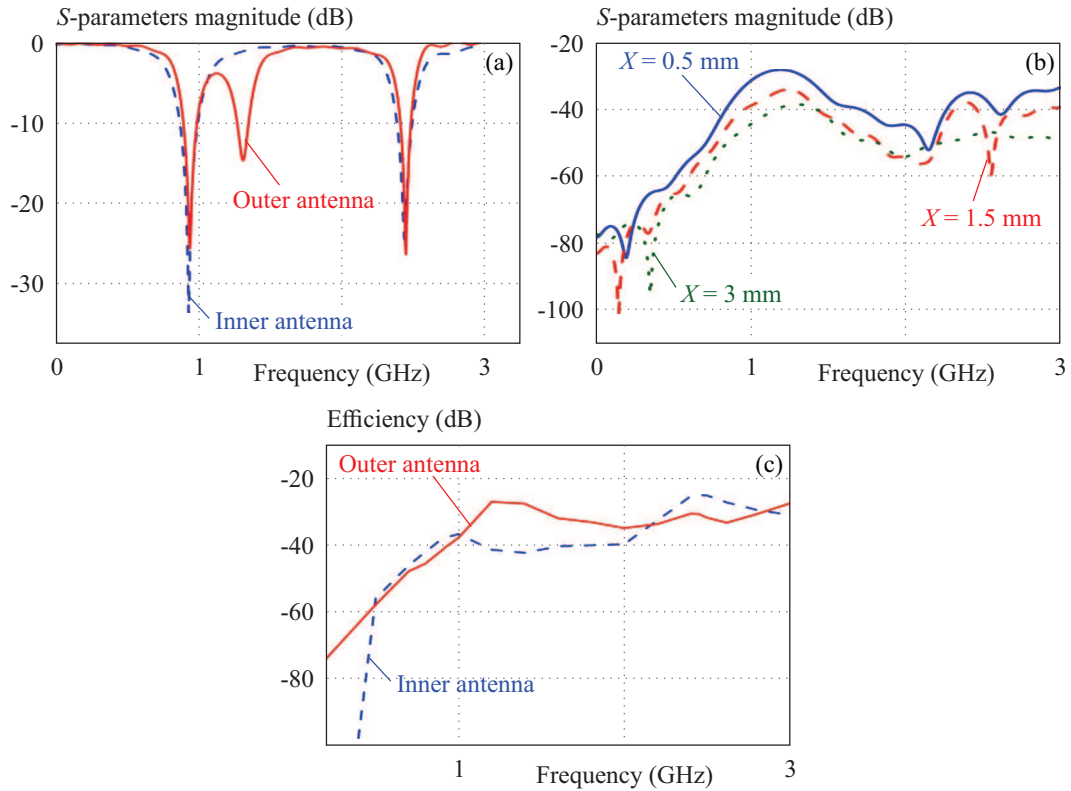 S-parameters magnitude (dB)
0
-10
-20
-30
(a)
Outer antenna
Inner antenna
0
1
3
Frequency (GHz)
S-parameters magnitude (dB)
-20
-40
-60
-80
-100
(b)
X = 0.5 mm
X = 1.5 mm
X = 3 mm
0
1
3
Frequency (GHz)
Efficiency (dB)
-20
-40
-60
-80
(c)
Outer antenna
Inner antenna
1
3
Frequency (GHz)